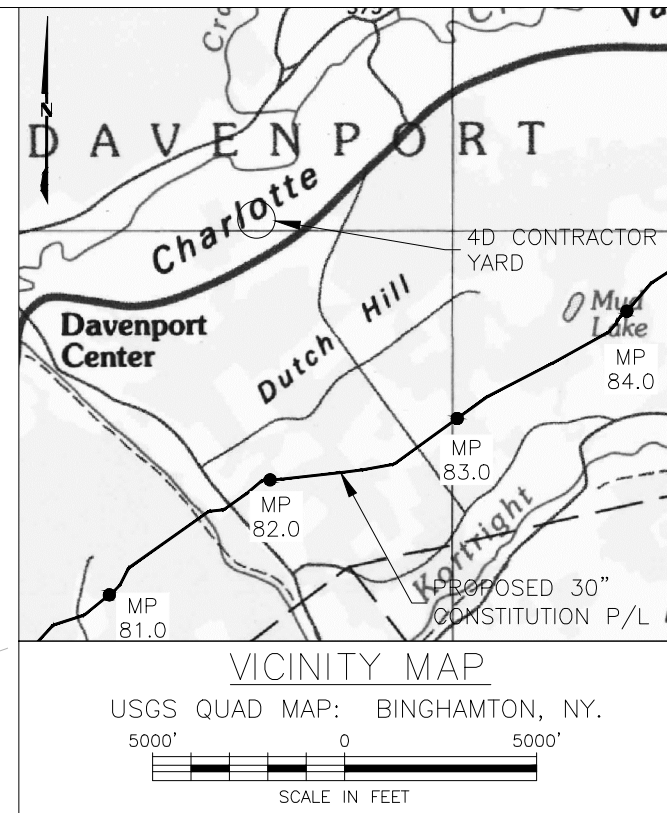 N
DAVENPORT
Charlotte
4D CONTRACTOR
YARD
Dutch Hill
Davenport
Center
Mud
Lake
MP
84.0
MP
83.0
MP
82.0
MP
81.0
Kortright
PROPOSED 30"
CONSTITUTION P/L
VICINITY MAP
USGS QUAD MAP: BINGHAMTON, NY.
5000' 0 5000'
SCALE IN FEET